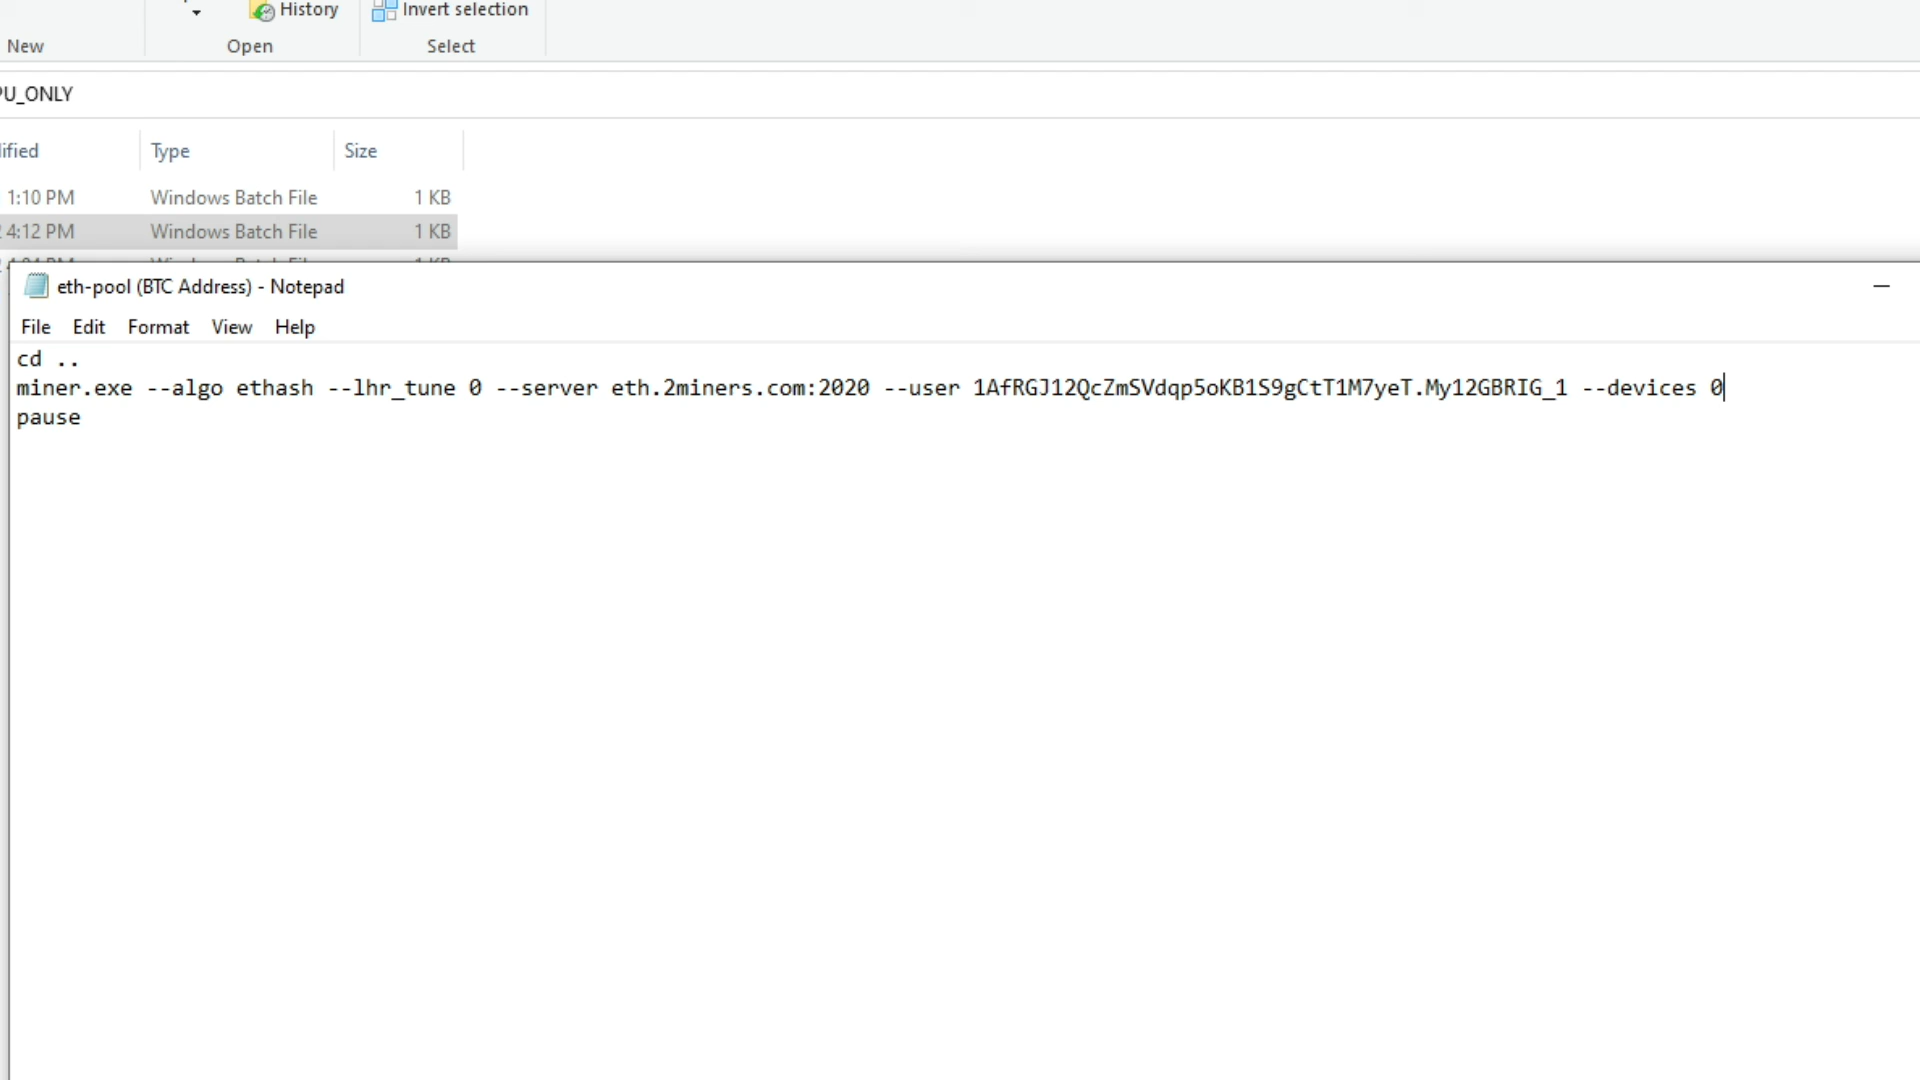 History
Invert selection
New
Open
Select
PU_ONLY
ified
Type
Size
1:10 PM
Windows Batch File
1 KB
4:12 PM
Windows Batch File
1 KB
eth-pool (BTC Address) - Notepad
File Edit Format View Help
cd ..
miner.exe --algo ethash --lhr_tune 0 --server eth.2miners.com:2020 --user 1AfRGJ12QcZmSVdqp5oKB1S9gCtT1M7yeT.My12GBRIG_1 --devices 0
pause